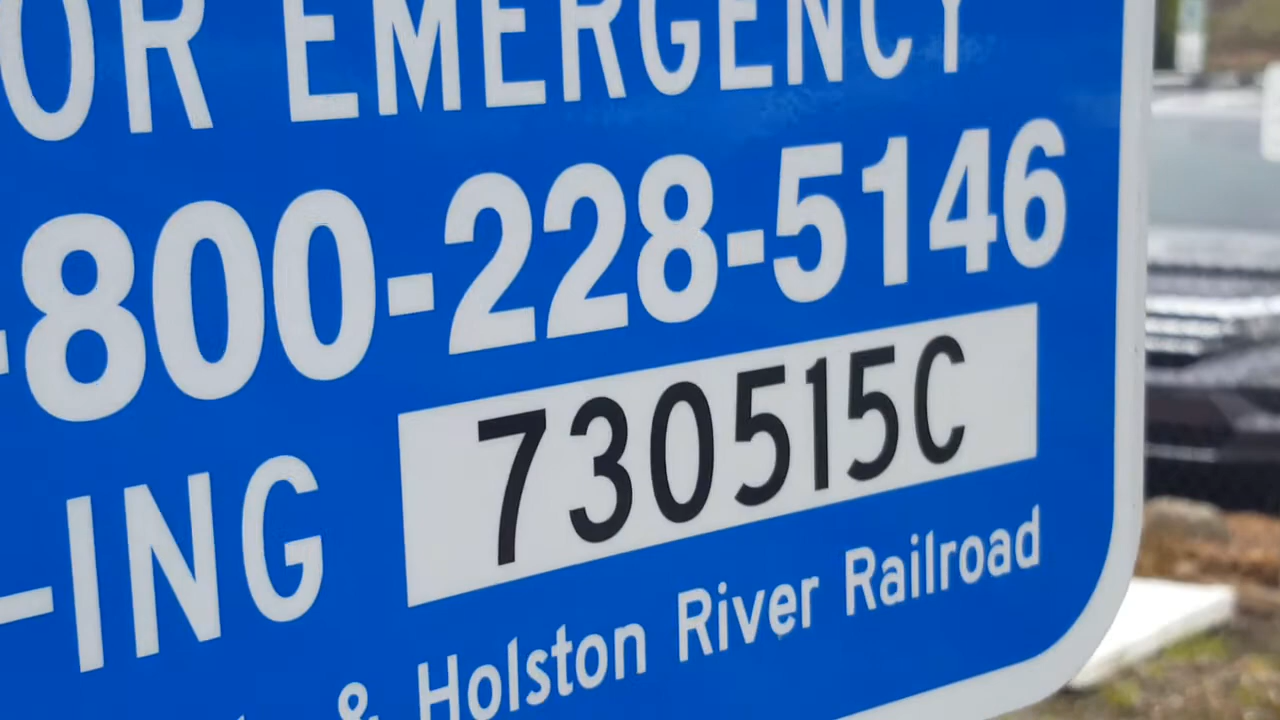 OR EMERGENCY
-800-228-5146
-ING 730515C
& Holston River Railroad